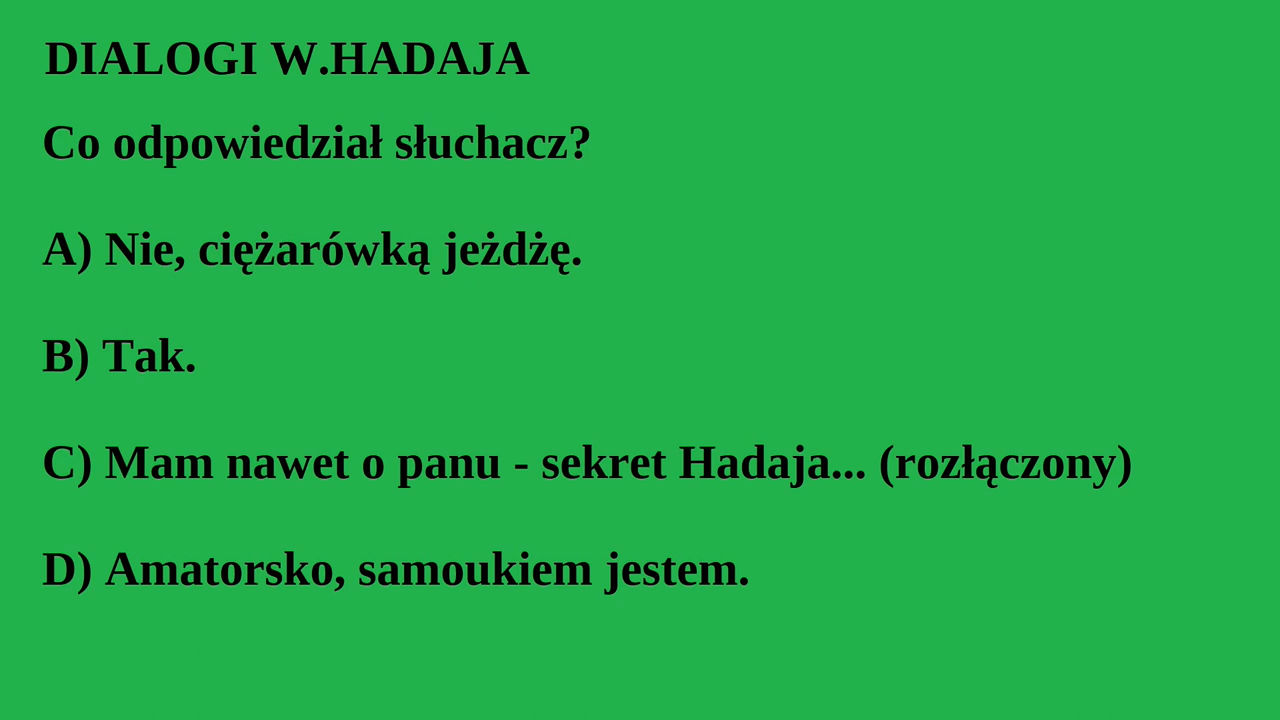 DIALOGI W.HADAJA
Co odpowiedział słuchacz?
A) Nie, ciężarówką jeżdżę.
B) Tak.
C) Mam nawet o panu - sekret Hadaja... (rozłączony)
D) Amatorsko, samoukiem jestem.